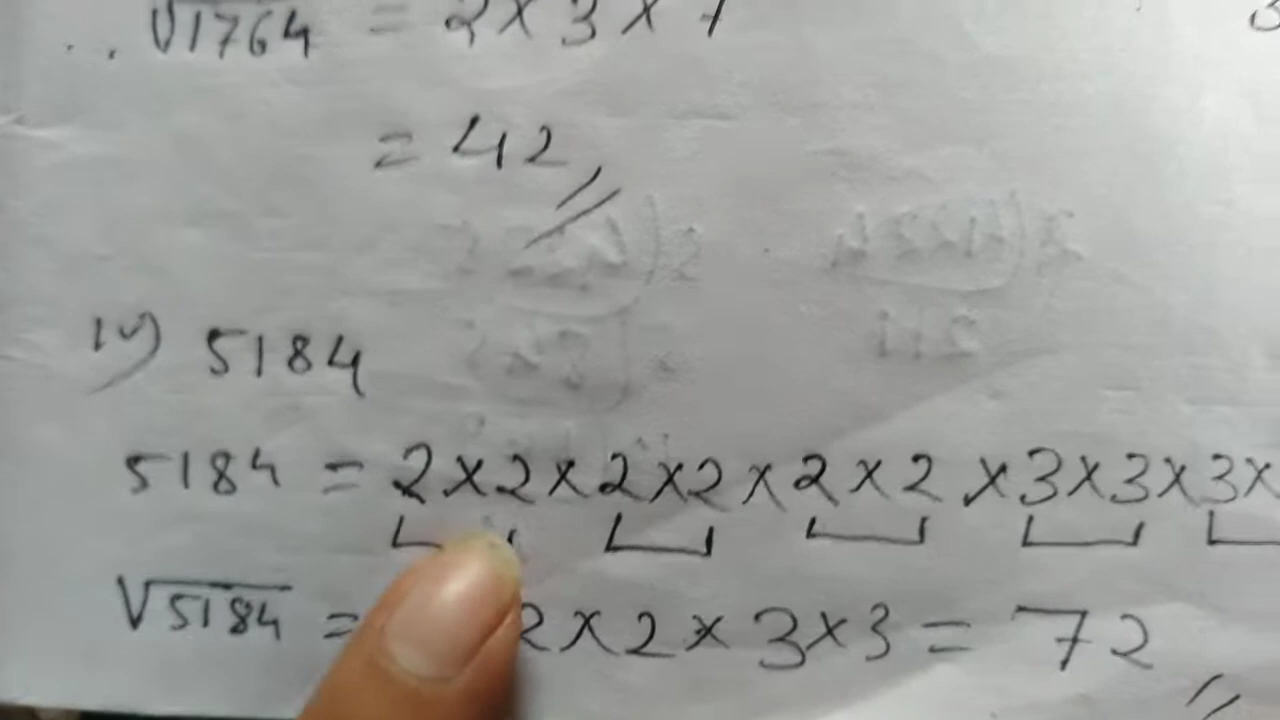 ∴ √1764 = 2 × 3 × 7
= 42
iv) 5184
5184 = 2 × 2 × 2 × 2 × 2 × 2 × 3 × 3 × 3 ×
√5184 = 2 × 2 × 3 × 3 = 72